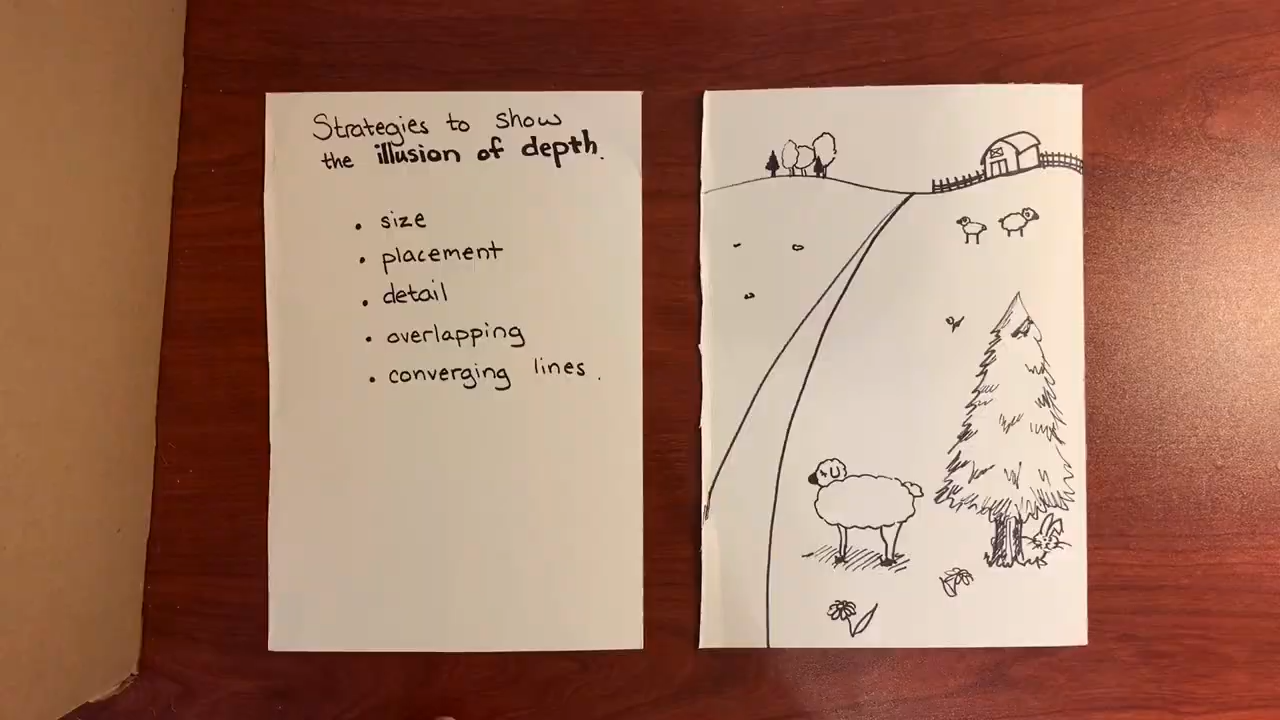 Strategies to show
the illusion of depth.
• size
• placement
• detail
• overlapping
• converging lines.